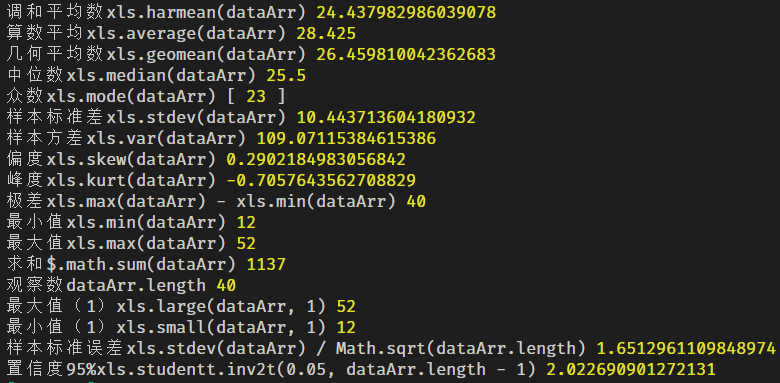 调和平均数xls.harmean(dataArr) 24.437982986039078
算数平均xls.average(dataArr) 28.425
几何平均xls.geomean(dataArr) 26.459810042362683
中位数xls.median(dataArr) 25.5
众数xls.mode(dataArr) [ 23 ]
样本标准差xls.stdev(dataArr) 10.443713604180932
样本方差xls.var(dataArr) 109.07115384615386
偏度xls.skew(dataArr) 0.2902184983056842
峰度xls.kurt(dataArr) -0.7057643562708829
极差xls.max(dataArr) - xls.min(dataArr) 40
最小值xls.min(dataArr) 12
最大值xls.max(dataArr) 52
求和$.math.sum(dataArr) 1137
观察数dataArr.length 40
最大值（1）xls.large(dataArr, 1) 52
最小值（1）xls.small(dataArr, 1) 12
样本标准误差xls.stdev(dataArr) / Math.sqrt(dataArr.length) 1.6512961109848974
置信度95%xls.studentt.inv2t(0.05, dataArr.length - 1) 2.022690901272131